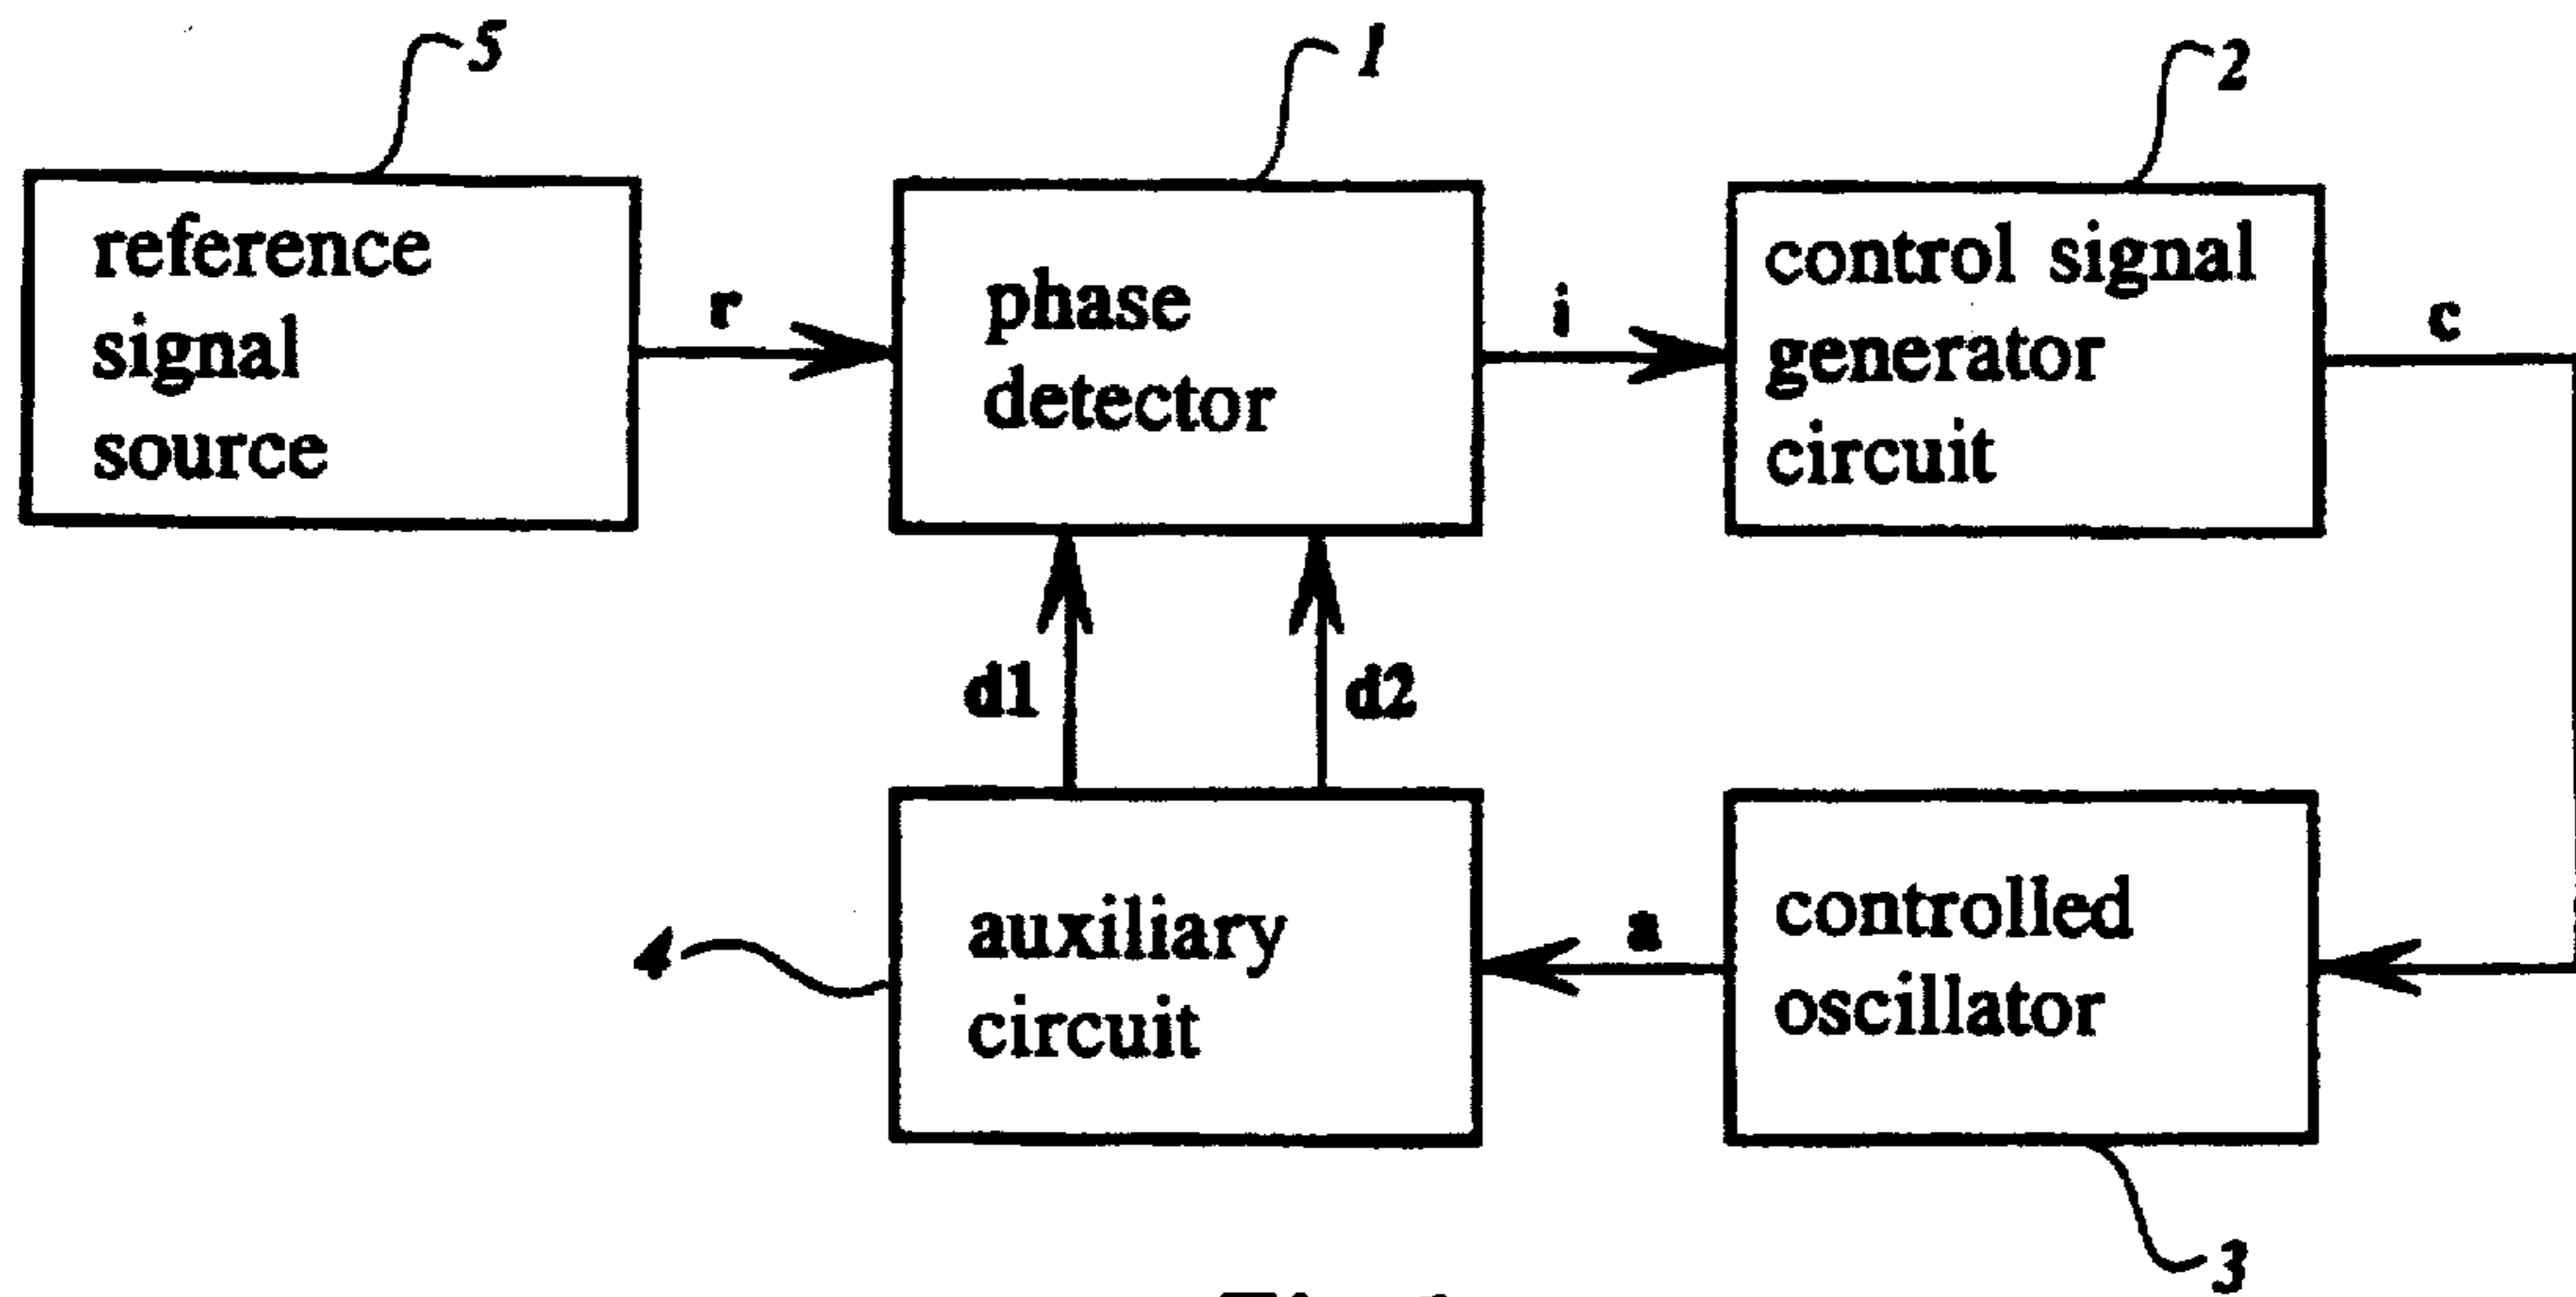 5
1
2
reference
signal
source
r
phase
detector
i
control signal
generator
circuit
c
d1
d2
4
auxiliary
circuit
a
controlled
oscillator
3